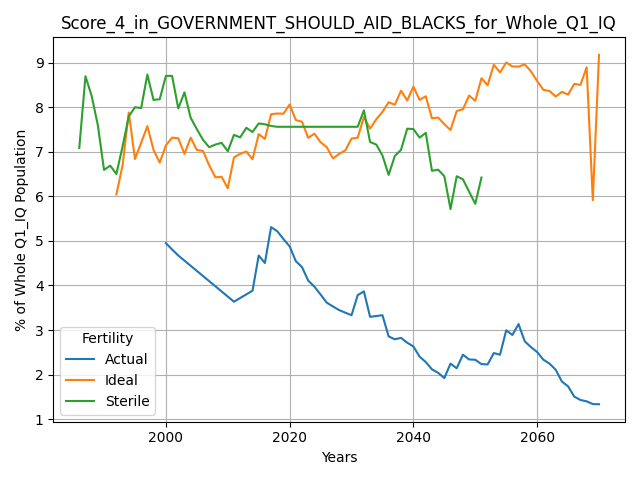 Score_4_in_GOVERNMENT_SHOULD_AID_BLACKS_for_Whole_Q1_IQ
% of Whole Q1_IQ Population
9
8
7
6
5
4
3
2
1
Fertility
Actual
Ideal
Sterile
2000 2020 2040 2060
Years